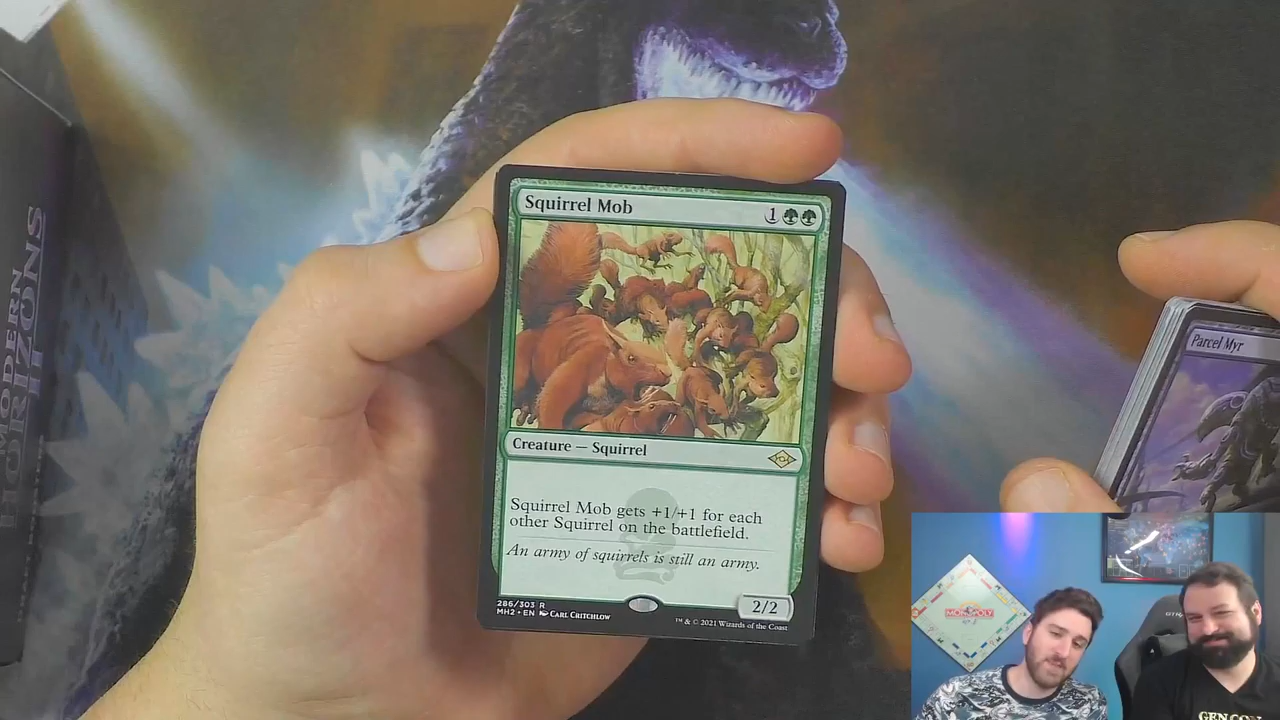 Squirrel Mob 1
Creature — Squirrel
Squirrel Mob gets +1/+1 for each
other Squirrel on the battlefield.
An army of squirrels is still an army.
2/2
286/303 R
MH2 • EN CARL CRITCHLOW
™ & © 2021 Wizards of the Coast
Parcel Myr
MODERN
HORIZONS
MONOPOLY
GEN CON